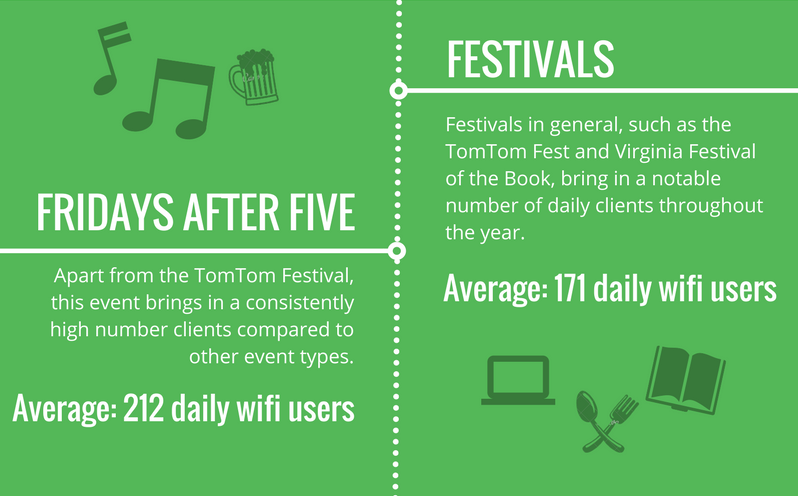 FESTIVALS
Festivals in general, such as the
TomTom Fest and Virginia Festival
of the Book, bring in a notable
number of daily clients throughout
the year.
Average: 171 daily wifi users
FRIDAYS AFTER FIVE
Apart from the TomTom Festival,
this event brings in a consistently
high number clients compared to
other event types.
Average: 212 daily wifi users